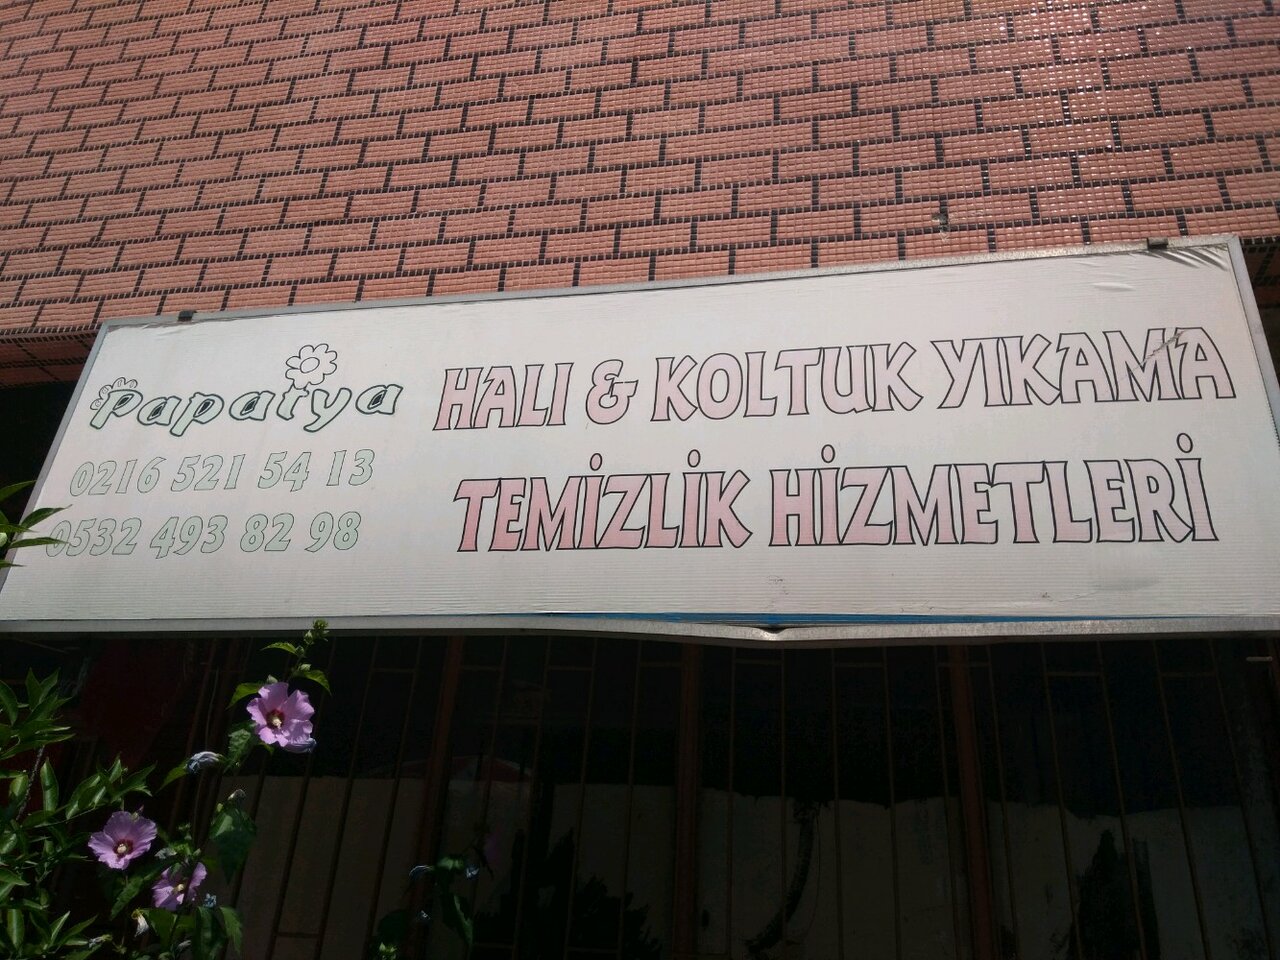 Papatya
0216 521 54 13
0532 493 82 98
HALI & KOLTUK YIKAMA
TEMİZLİK HİZMETLERİ